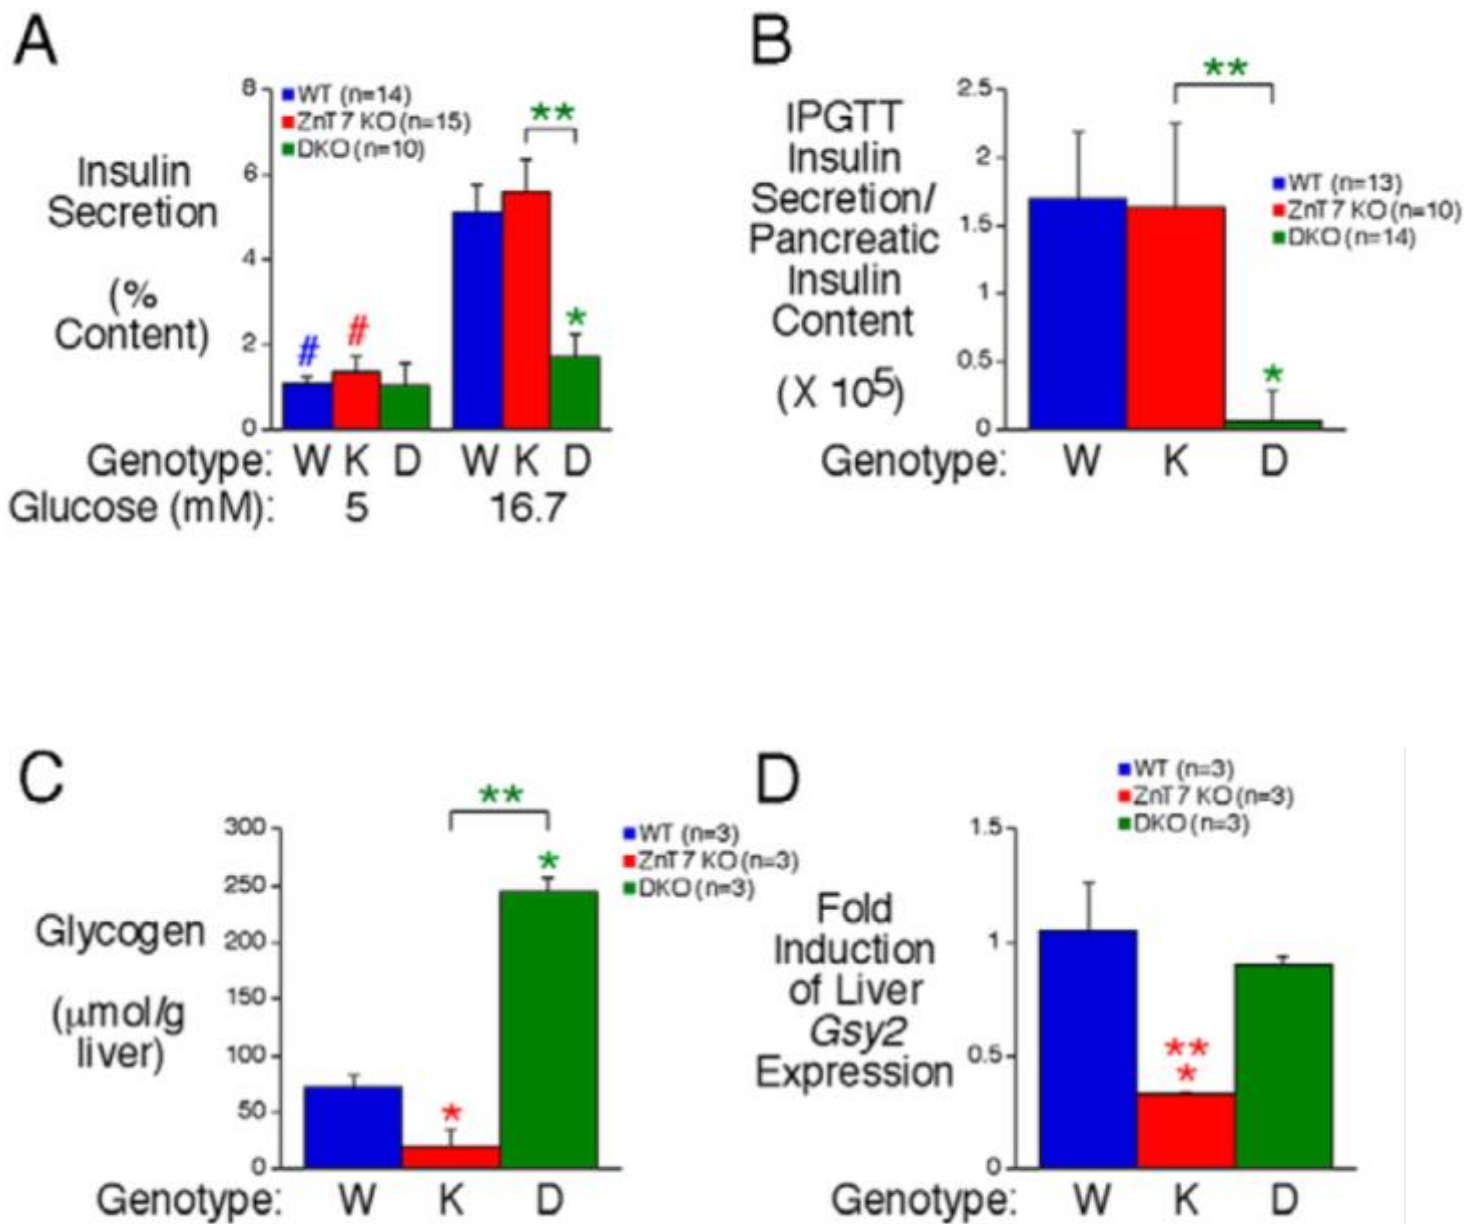 A
Insulin
Secretion
(%
Content)
8
6
4
2
0
WT (n=14)
ZnT7 KO (n=15)
DKO (n=10)
**
#
#
*
Genotype: W K D W K D
Glucose (mM): 5 16.7
B
IPGTT
Insulin
Secretion/
Pancreatic
Insulin
Content
(X 10⁵)
2.5
2
1.5
1
0.5
0
**
*
WT (n=13)
ZnT7 KO (n=10)
DKO (n=14)
Genotype: W K D
C
Glycogen
(μmol/g
liver)
300
250
200
150
100
50
0
**
*
*
WT (n=3)
ZnT7 KO (n=3)
DKO (n=3)
Genotype: W K D
D
WT (n=3)
ZnT7 KO (n=3)
DKO (n=3)
Fold
Induction
of Liver
Gsy2
Expression
1.5
1
0.5
0
**
*
Genotype: W K D